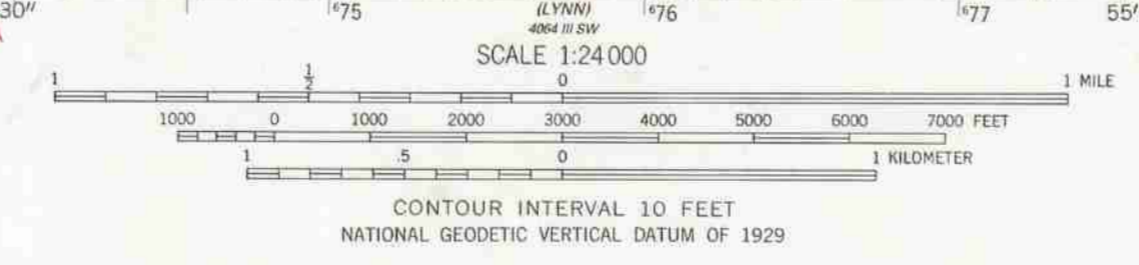 30" ⁶75 (LYNN) ⁶76 ⁶77 55'
4064 III SW
SCALE 1:24 000
1 1/2 0 1 MILE
1000 0 1000 2000 3000 4000 5000 6000 7000 FEET
1 .5 0 1 KILOMETER
CONTOUR INTERVAL 10 FEET
NATIONAL GEODETIC VERTICAL DATUM OF 1929